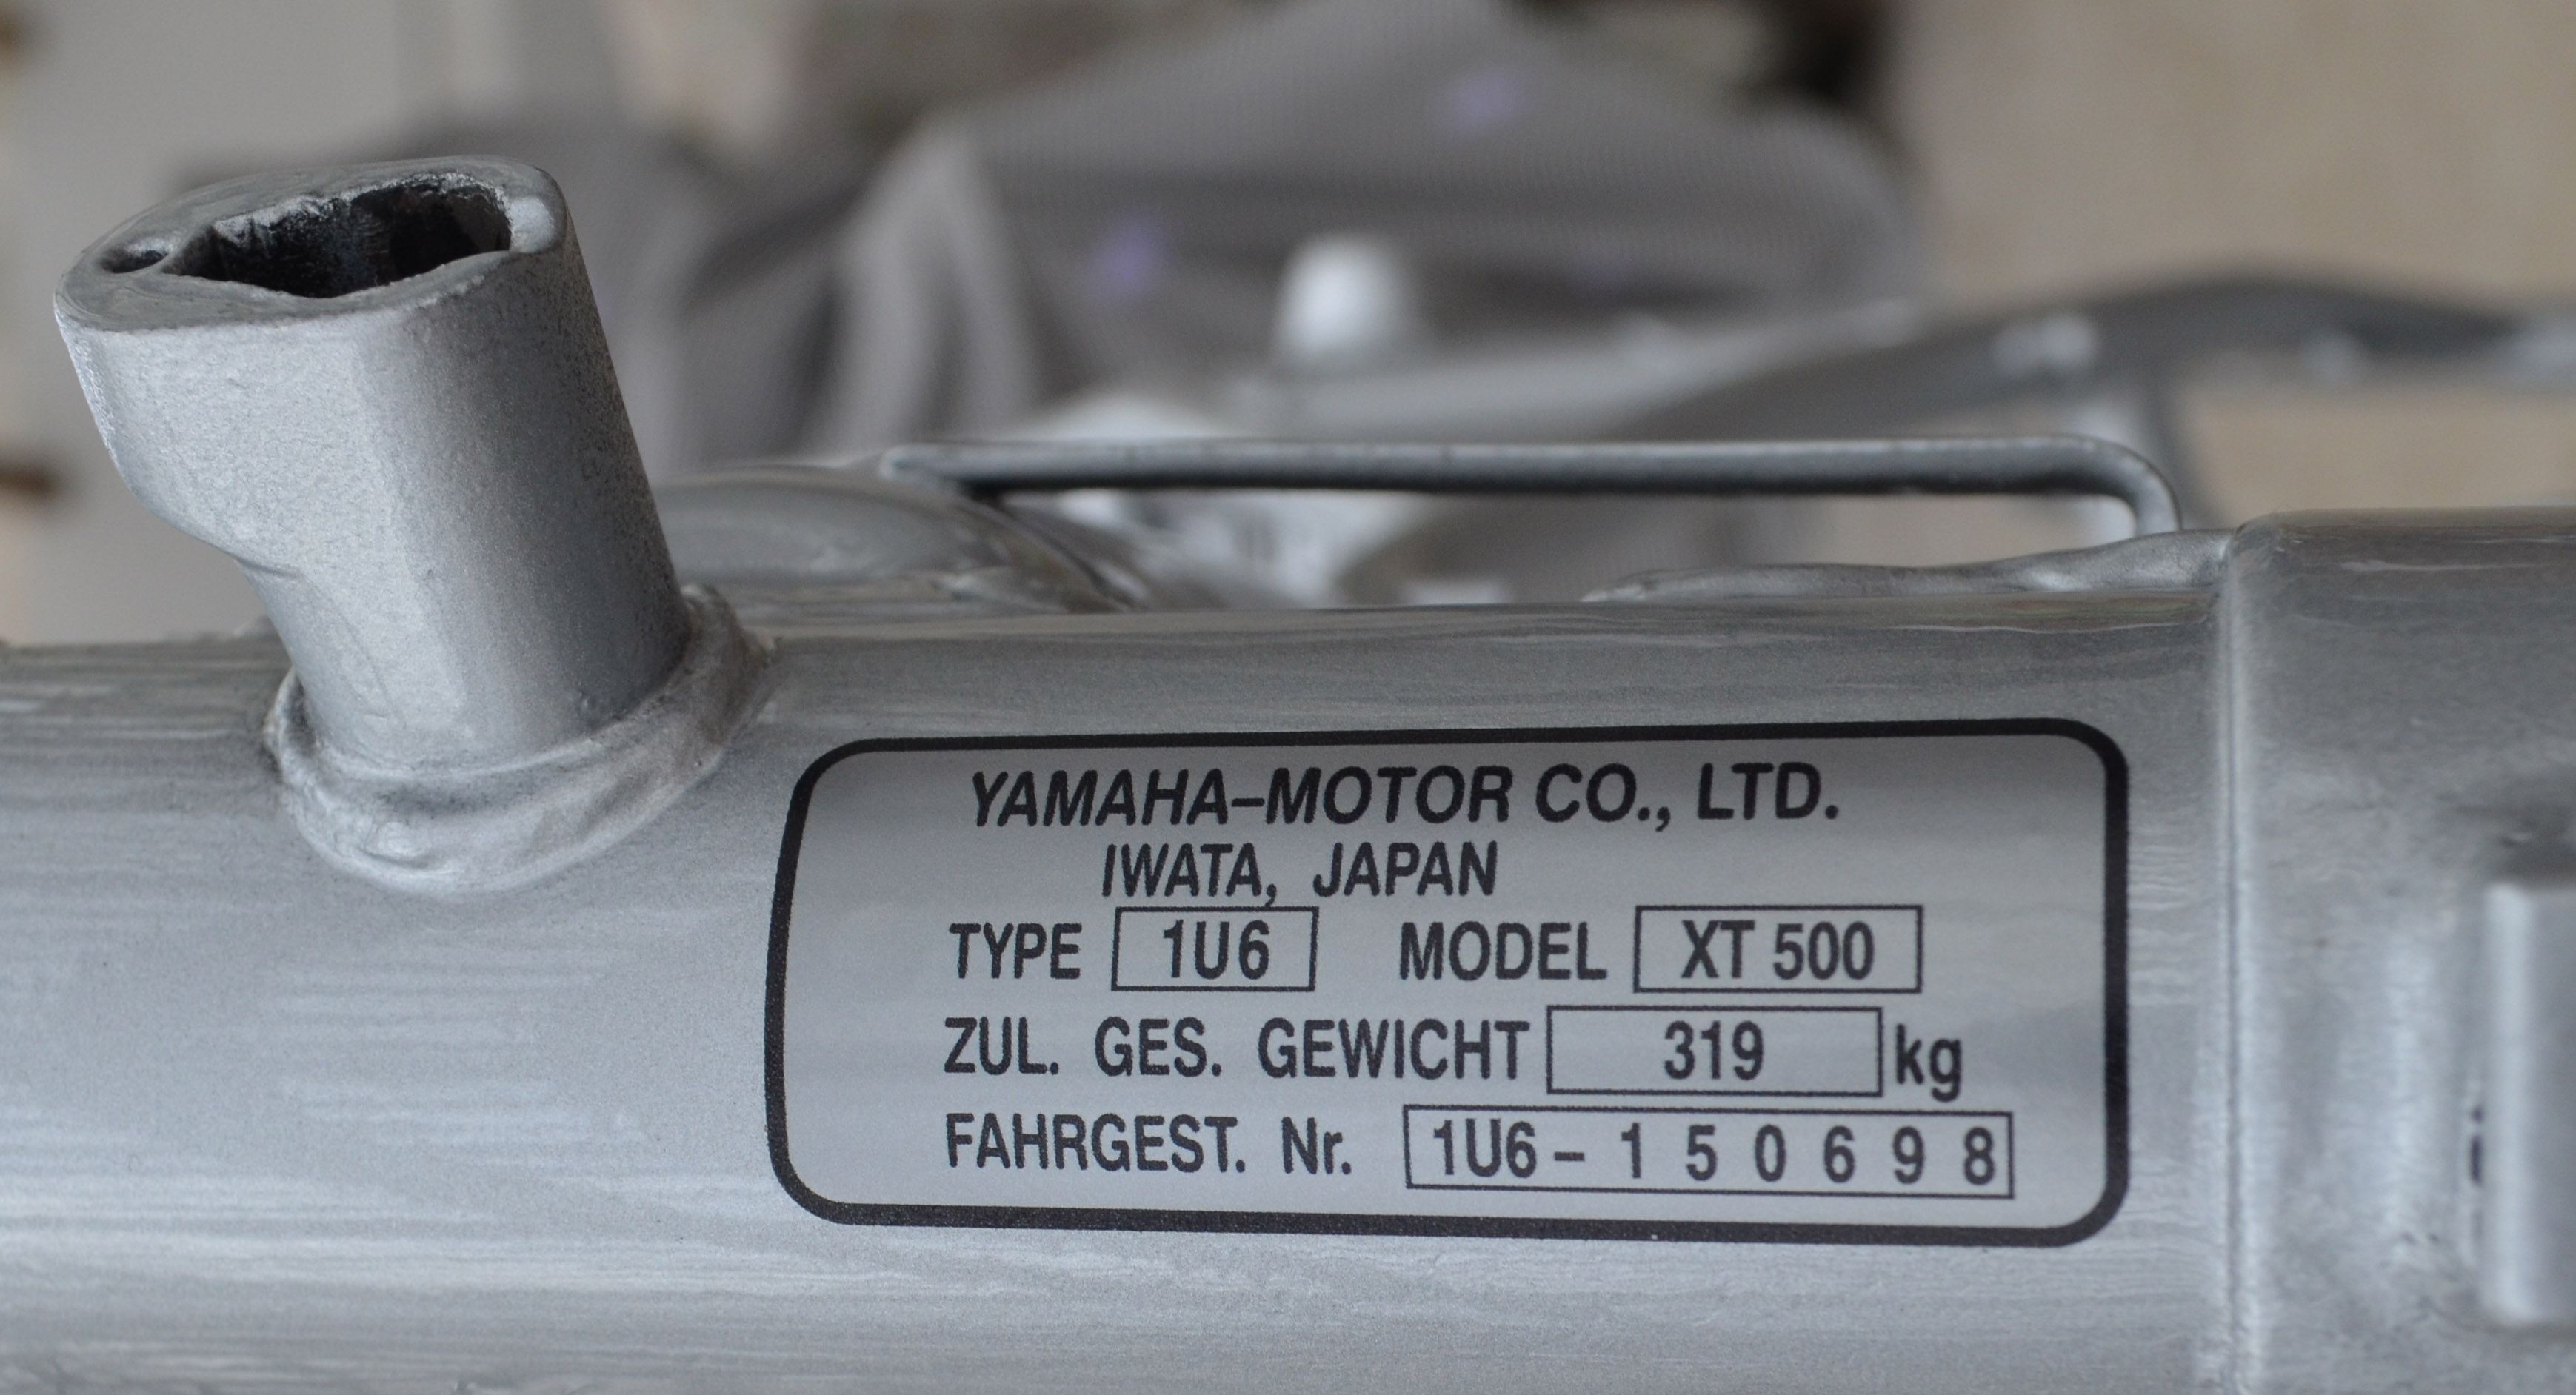 YAMAHA-MOTOR CO., LTD.
IWATA, JAPAN
TYPE 1U6 MODEL XT 500
ZUL. GES. GEWICHT 319 kg
FAHRGEST. Nr. 1U6- 1 5 0 6 9 8